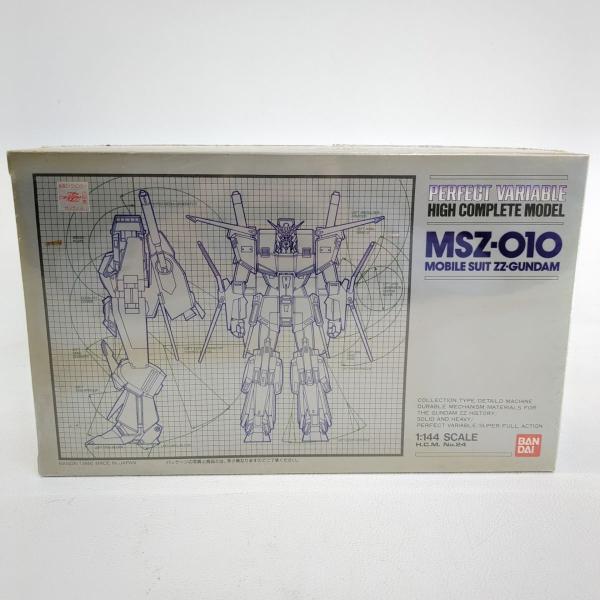 PERFECT VARIABLE
HIGH COMPLETE MODEL
MSZ-010
MOBILE SUIT ZZ-GUNDAM
COLLECTION TYPE/DETAILD MACHINE
DURABLE MECHANISM MATERIALS FOR
THE GUNDAM ZZ HISTORY/
SOLID AND HEAVY/
PERFECT VARIABLE/SUPER FULL ACTION
1:144 SCALE
H.C.M. No.24
BAN
DAI
BANDAI 1986 MADE IN JAPAN